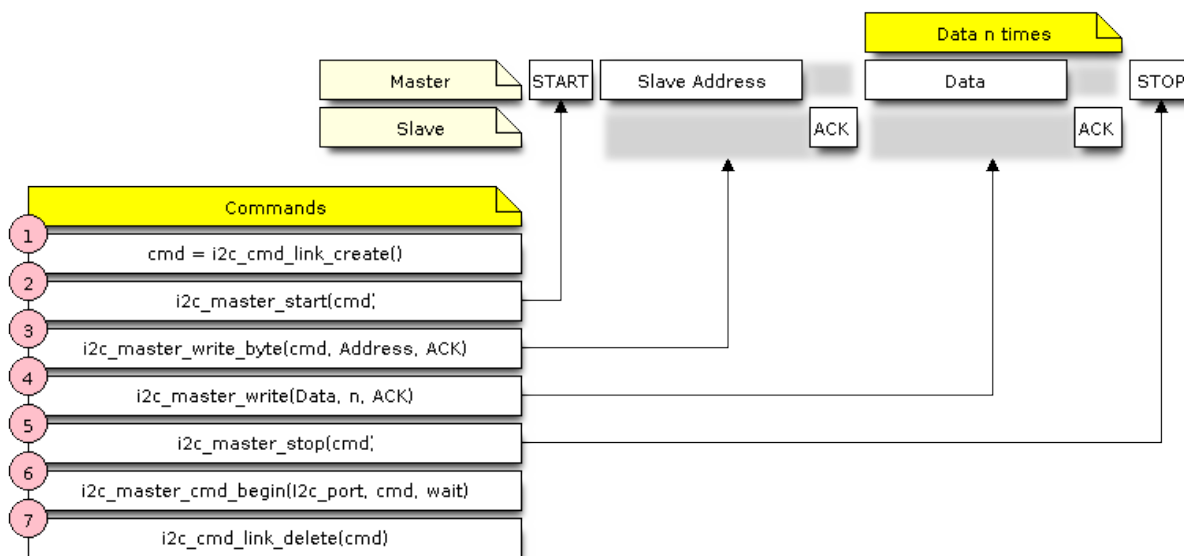 Data n times
Master START Slave Address Data STOP
Slave ACK ACK
Commands
1 cmd = i2c_cmd_link_create()
2 i2c_master_start(cmd;
3 i2c_master_write_byte(cmd, Address, ACK)
4 i2c_master_write(Data, n, ACK)
5 i2c_master_stop(cmd;
6 i2c_master_cmd_begin(I2c_port, cmd, wait)
7 i2c_cmd_link_delete(cmd)